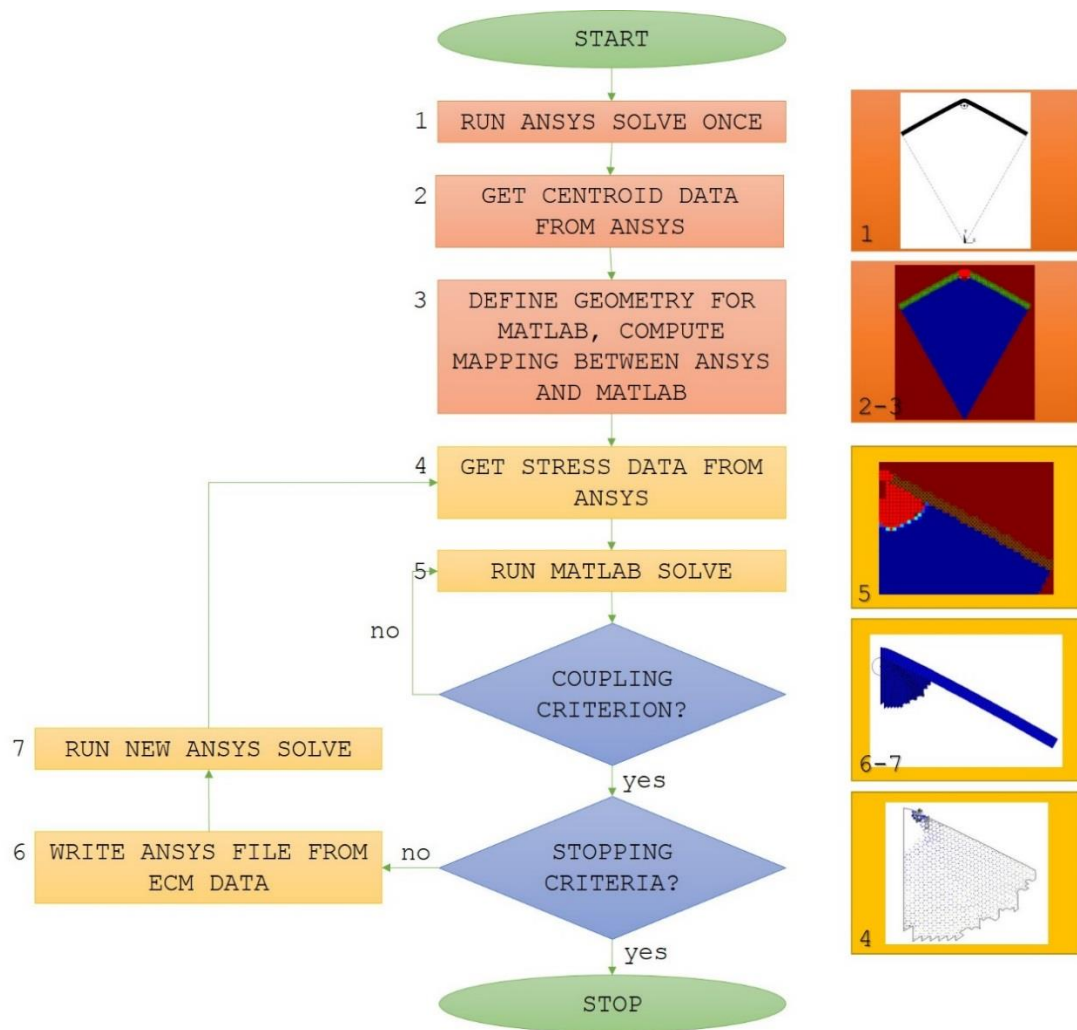 START
1
RUN ANSYS SOLVE ONCE
2
GET CENTROID DATA
FROM ANSYS
3
DEFINE GEOMETRY FOR
MATLAB, COMPUTE
MAPPING BETWEEN ANSYS
AND MATLAB
4
GET STRESS DATA FROM
ANSYS
5
RUN MATLAB SOLVE
no
COUPLING
CRITERION?
yes
7
RUN NEW ANSYS SOLVE
6
WRITE ANSYS FILE FROM
ECM DATA
no
STOPPING
CRITERIA?
yes
STOP
1
2-3
5
6-7
4